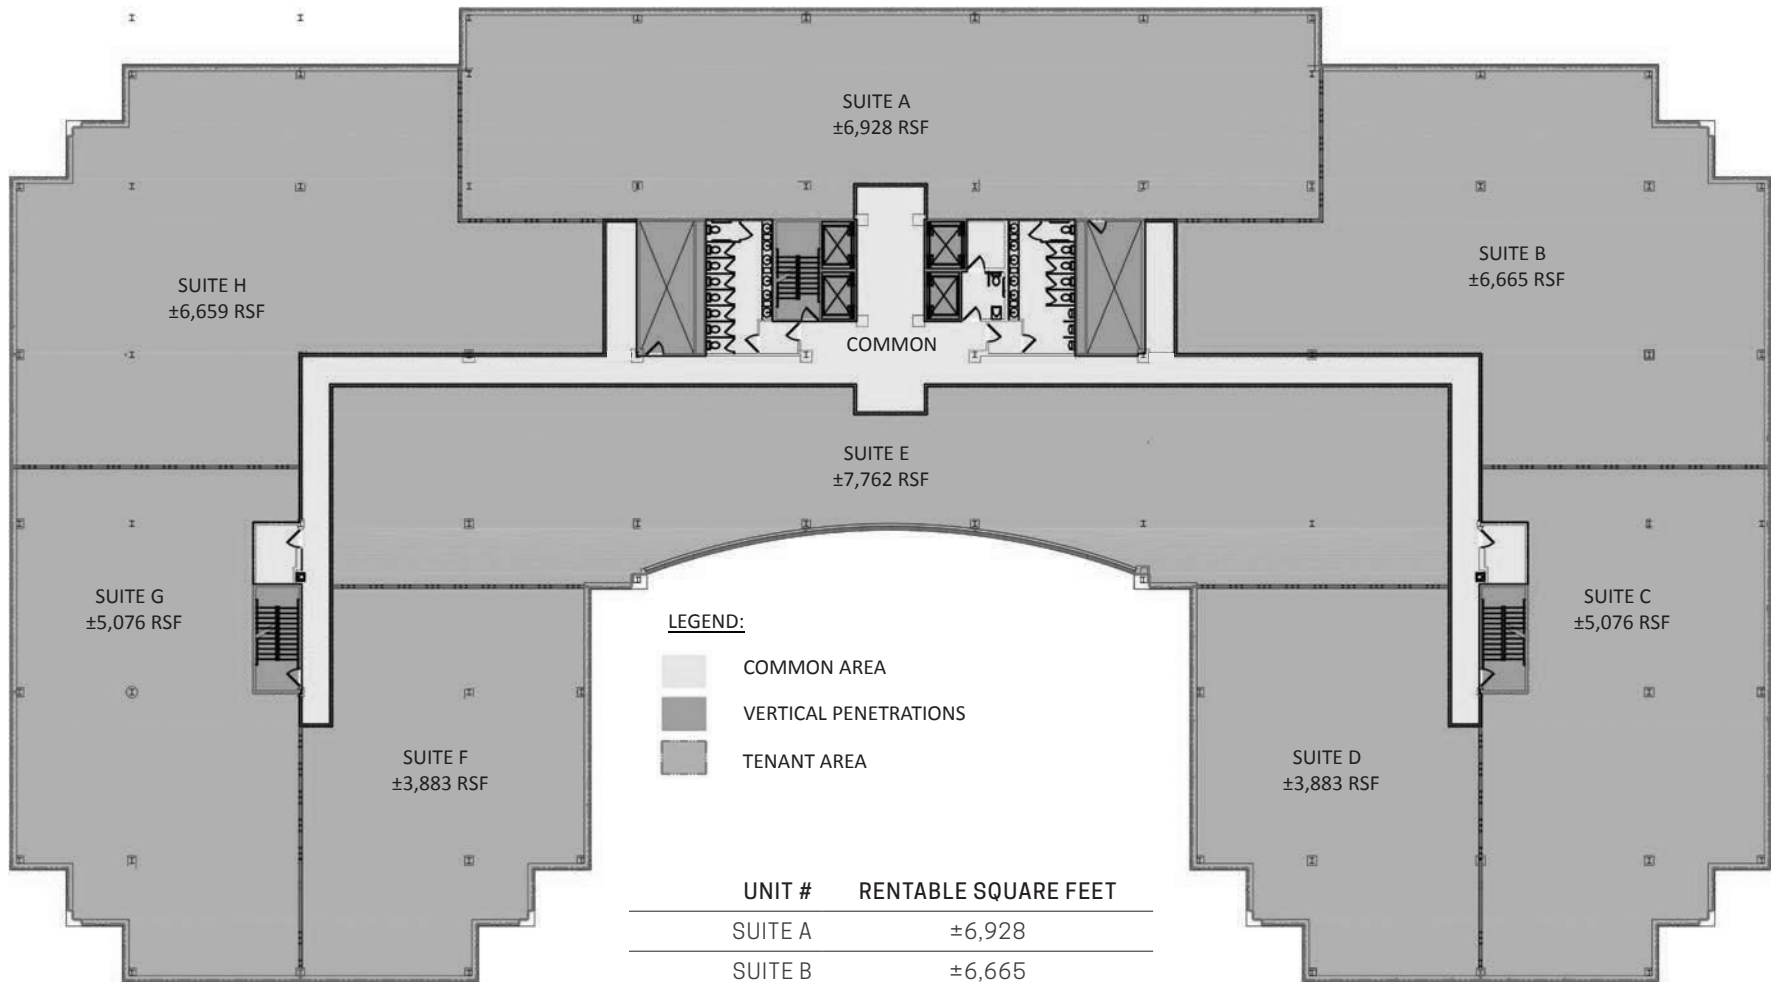 SUITE A
±6,928 RSF
SUITE H
±6,659 RSF
SUITE B
±6,665 RSF
COMMON
SUITE E
±7,762 RSF
SUITE G
±5,076 RSF
SUITE C
±5,076 RSF
SUITE F
±3,883 RSF
SUITE D
±3,883 RSF
LEGEND:
COMMON AREA
VERTICAL PENETRATIONS
TENANT AREA
UNIT # RENTABLE SQUARE FEET
SUITE A ±6,928
SUITE B ±6,665